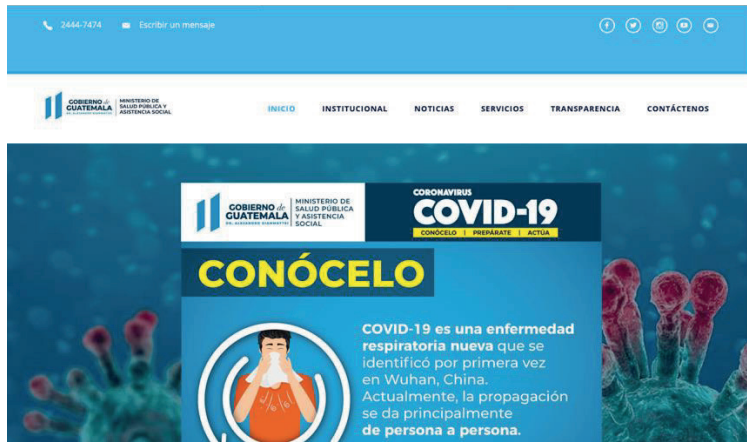 2444-7474 Escribir un mensaje
GOBIERNO de
GUATEMALA
MINISTERIO DE
SALUD PÚBLICA Y
ASISTENCIA SOCIAL
INICIO INSTITUCIONAL NOTICIAS SERVICIOS TRANSPARENCIA CONTÁCTENOS
GOBIERNO de
GUATEMALA
DR. ALEJANDRO GIAMMATTEI
MINISTERIO DE
SALUD PÚBLICA
Y ASISTENCIA
SOCIAL
CORONAVIRUS
COVID-19
CONÓCELO | PREPÁRATE | ACTÚA
CONÓCELO
COVID-19 es una enfermedad
respiratoria nueva que se
identificó por primera vez
en Wuhan, China.
Actualmente, la propagación
se da principalmente
de persona a persona.